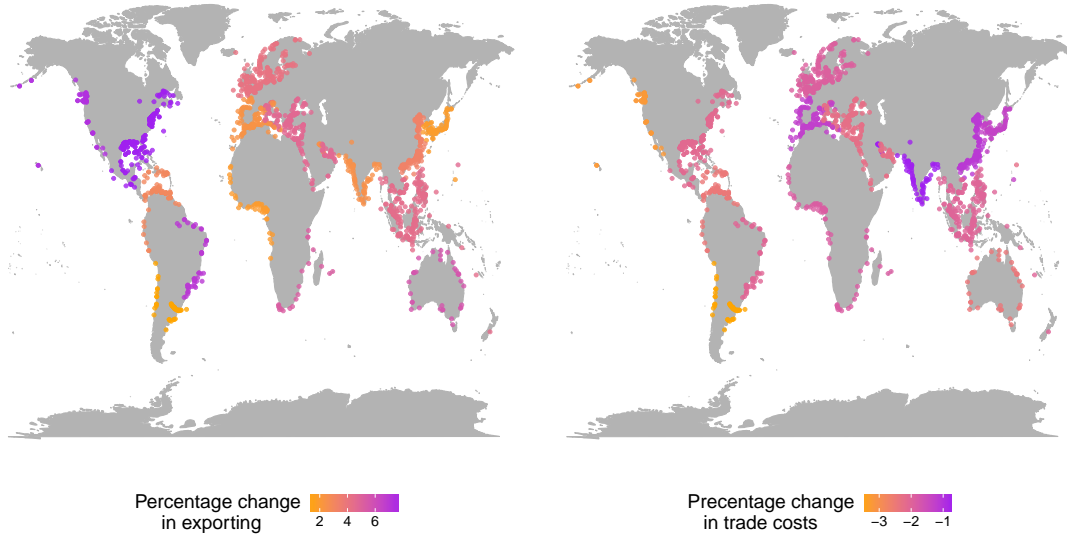 Percentage change
in exporting
2 4 6
Precentage change
in trade costs
−3 −2 −1